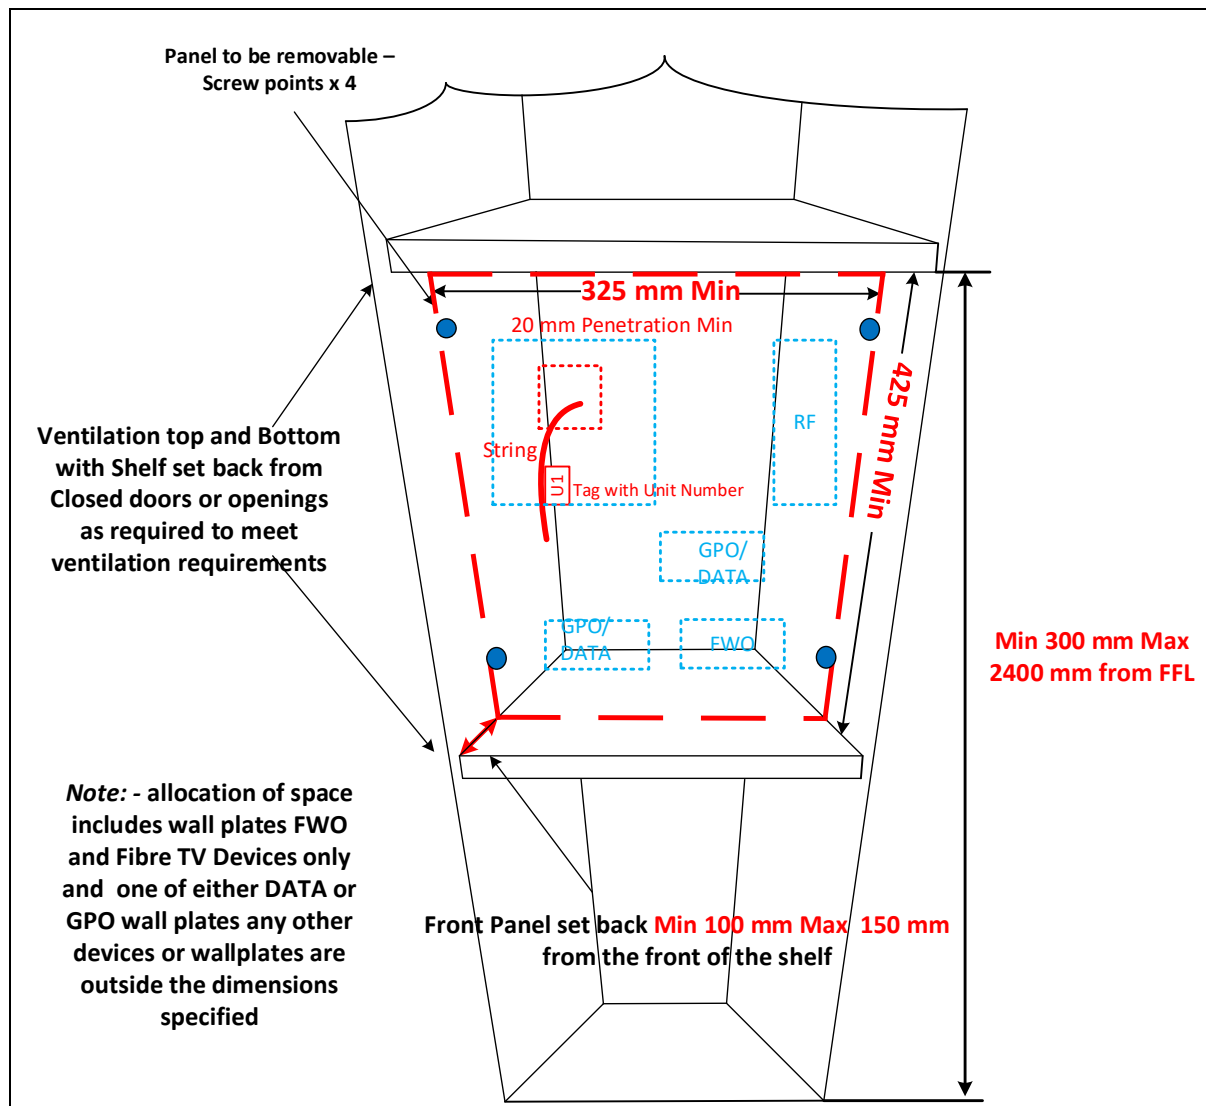 Panel to be removable –
Screw points x 4
325 mm Min
20 mm Penetration Min
425 mm Min
RF
String
U1
Tag with Unit Number
Ventilation top and Bottom
with Shelf set back from
Closed doors or openings
as required to meet
ventilation requirements
GPO/
DATA
GPO/
DATA
FWO
Min 300 mm Max
2400 mm from FFL
Note: - allocation of space
includes wall plates FWO
and Fibre TV Devices only
and  one of either DATA or
GPO wall plates any other
devices or wallplates are
outside the dimensions
specified
Front Panel set back Min 100 mm Max  150 mm
from the front of the shelf